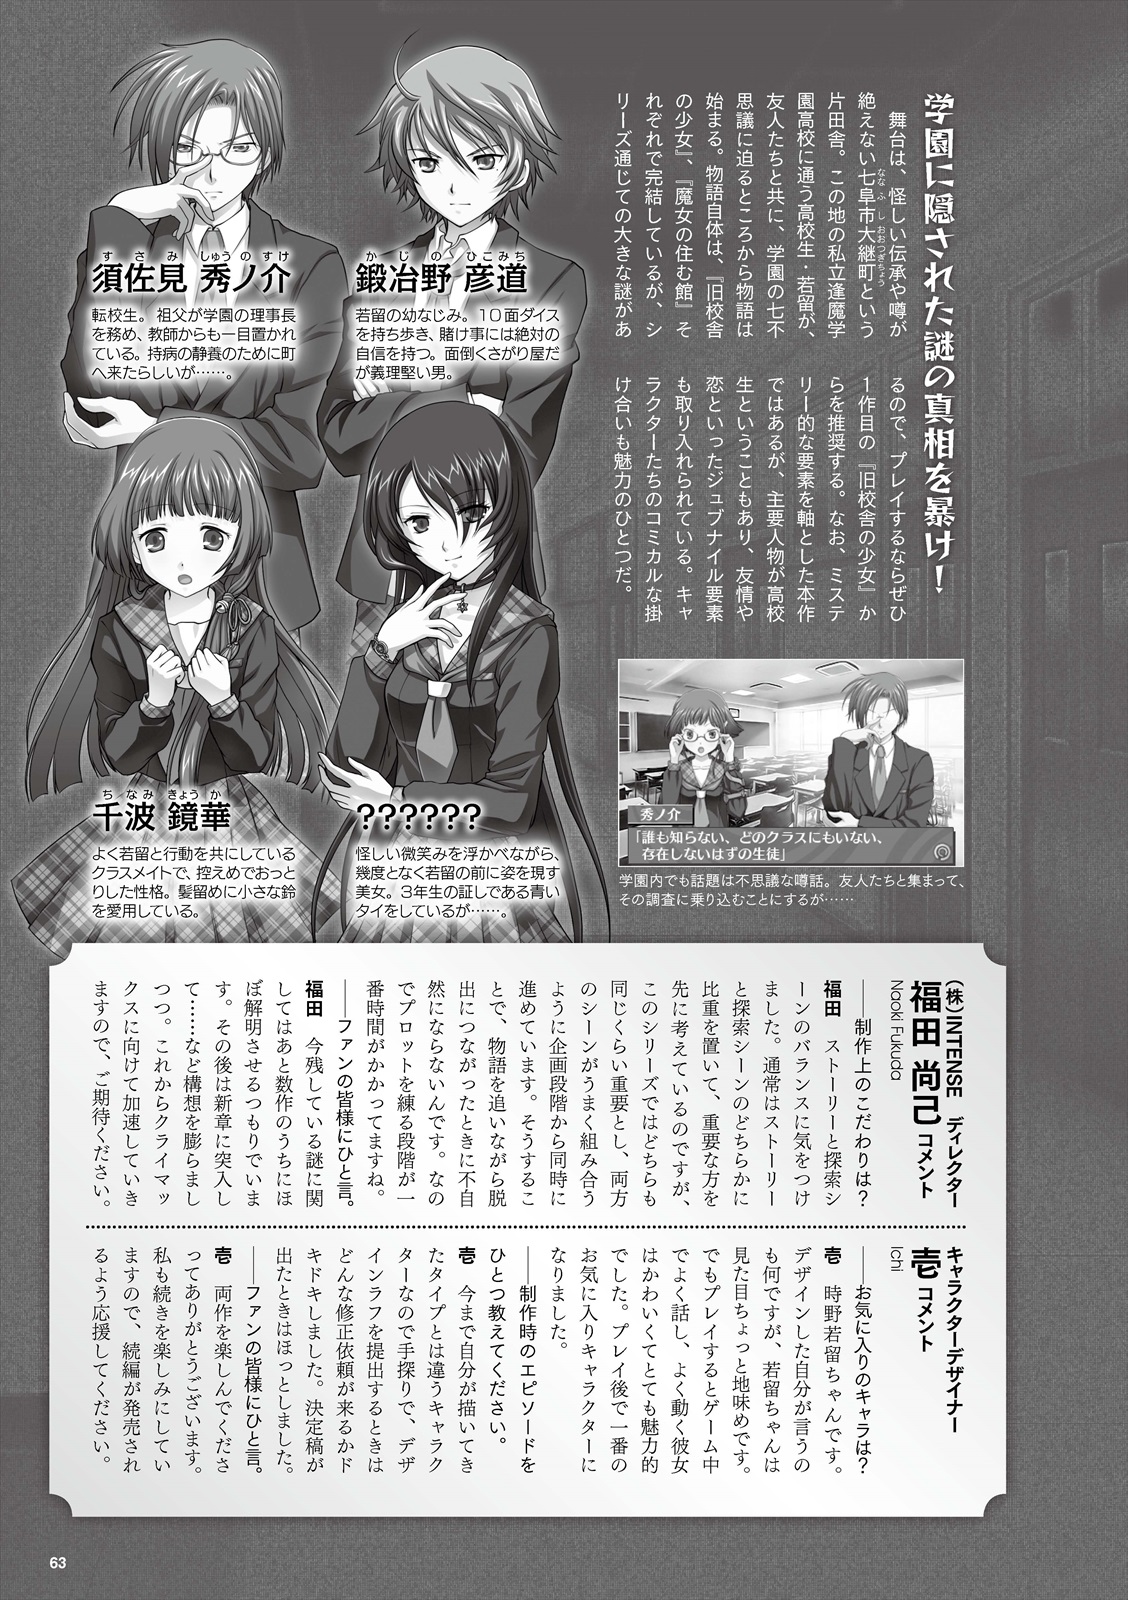 学園に隠された謎の真相を暴け！
　舞台は、怪しい伝承や噂が
絶えない七阜市大継町という
ななふし おおつぎちょう
片田舎。この地の私立逢魔学
園高校に通う高校生・若留が、
友人たちと共に、学園の七不
思議に迫るところから物語は
始まる。物語自体は、『旧校舎
の少女』、『魔女の住む館』そ
れぞれで完結しているが、シ
リーズ通じての大きな謎があ
るので、プレイするならぜひ
1作目の『旧校舎の少女』か
らを推奨する。なお、ミステ
リー的な要素を軸とした本作
ではあるが、主要人物が高校
生ということもあり、友情や
恋といったジュブナイル要素
も取り入れられている。キャ
ラクターたちのコミカルな掛
け合いも魅力のひとつだ。
かじの ひこみち
鍛冶野 彦道
若留の幼なじみ。10面ダイス
を持ち歩き、賭け事には絶対の
自信を持つ。面倒くさがり屋だ
が義理堅い男。
すさみ しゅうのすけ
須佐見 秀ノ介
転校生。祖父が学園の理事長
を務め、教師からも一目置かれ
ている。持病の静養のために町
へ来たらしいが……。
??????
怪しい微笑みを浮かべながら、
幾度となく若留の前に姿を現す
美女。3年生の証しである青い
タイをしているが……。
ちなみ きょうか
千波 鏡華
よく若留と行動を共にしている
クラスメイトで、控えめでおっと
りした性格。髪留めに小さな鈴
を愛用している。
秀ノ介
「誰も知らない、どのクラスにもいない、
存在しないはずの生徒」
学園内でも話題は不思議な噂話。友人たちと集まって、
その調査に乗り込むことにするが……
（株）INTENSE　ディレクター
福田 尚己 コメント
Naoki Fukuda
――制作上のこだわりは？
福田　ストーリーと探索シ
ーンのバランスに気をつけ
ました。通常はストーリー
と探索シーンのどちらかに
比重を置いて、重要な方を
先に考えているのですが、
このシリーズではどちらも
同じくらい重要とし、両方
のシーンがうまく組み合う
ように企画段階から同時に
進めています。そうするこ
とで、物語を追いながら脱
出につながったときに不自
然にならないんです。なの
でプロットを練る段階が一
番時間がかかってますね。
――ファンの皆様にひと言。
福田　今残している謎に関
してはあと数作のうちにほ
ぼ解明させるつもりでいま
す。その後は新章に突入し
て……など構想を膨らまし
つつ。これからクライマッ
クスに向けて加速していき
ますので、ご期待ください。
キャラクターデザイナー
壱 コメント
Ichi
――お気に入りのキャラは？
壱　時野若留ちゃんです。
デザインした自分が言うの
も何ですが、若留ちゃんは
見た目ちょっと地味めです。
でもプレイするとゲーム中
でよく話し、よく動く彼女
はかわいくてとても魅力的
でした。プレイ後で一番の
お気に入りキャラクターに
なりました。
――制作時のエピソードを
ひとつ教えてください。
壱　今まで自分が描いてき
たタイプとは違うキャラク
ターなので手探りで、デザ
インラフを提出するときは
どんな修正依頼が来るかド
キドキしました。決定稿が
出たときはほっとしました。
――ファンの皆様にひと言。
壱　両作を楽しんでくださ
ってありがとうございます。
私も続きを楽しみにしてい
ますので、続編が発売され
るよう応援してください。
63